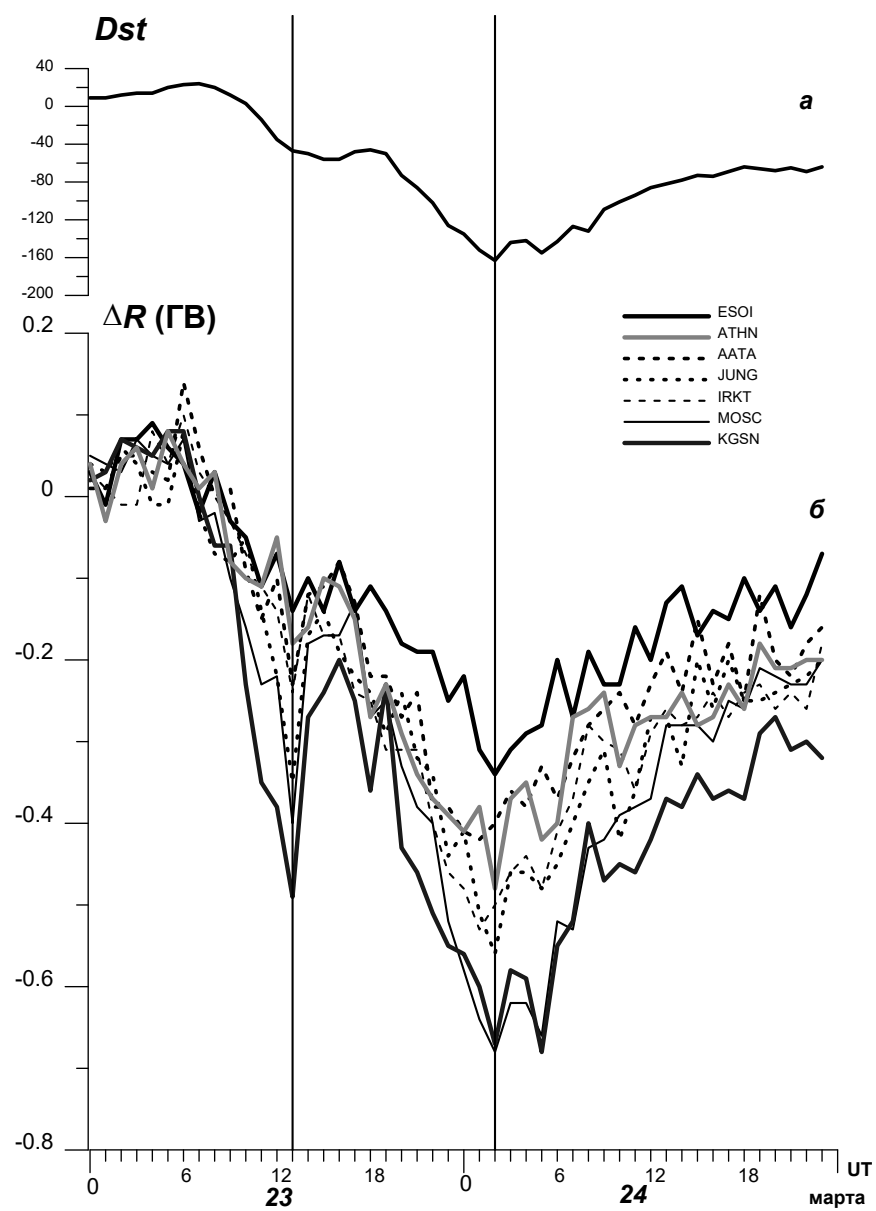 Dst
40
0
-40
-80
-120
-160
-200
а
ΔR (ГВ)
0.2
0
-0.2
-0.4
-0.6
-0.8
ESOI
ATHN
AATA
JUNG
IRKT
MOSC
KGSN
б
0 6 12 18 0 6 12 18 UT
23 24 марта